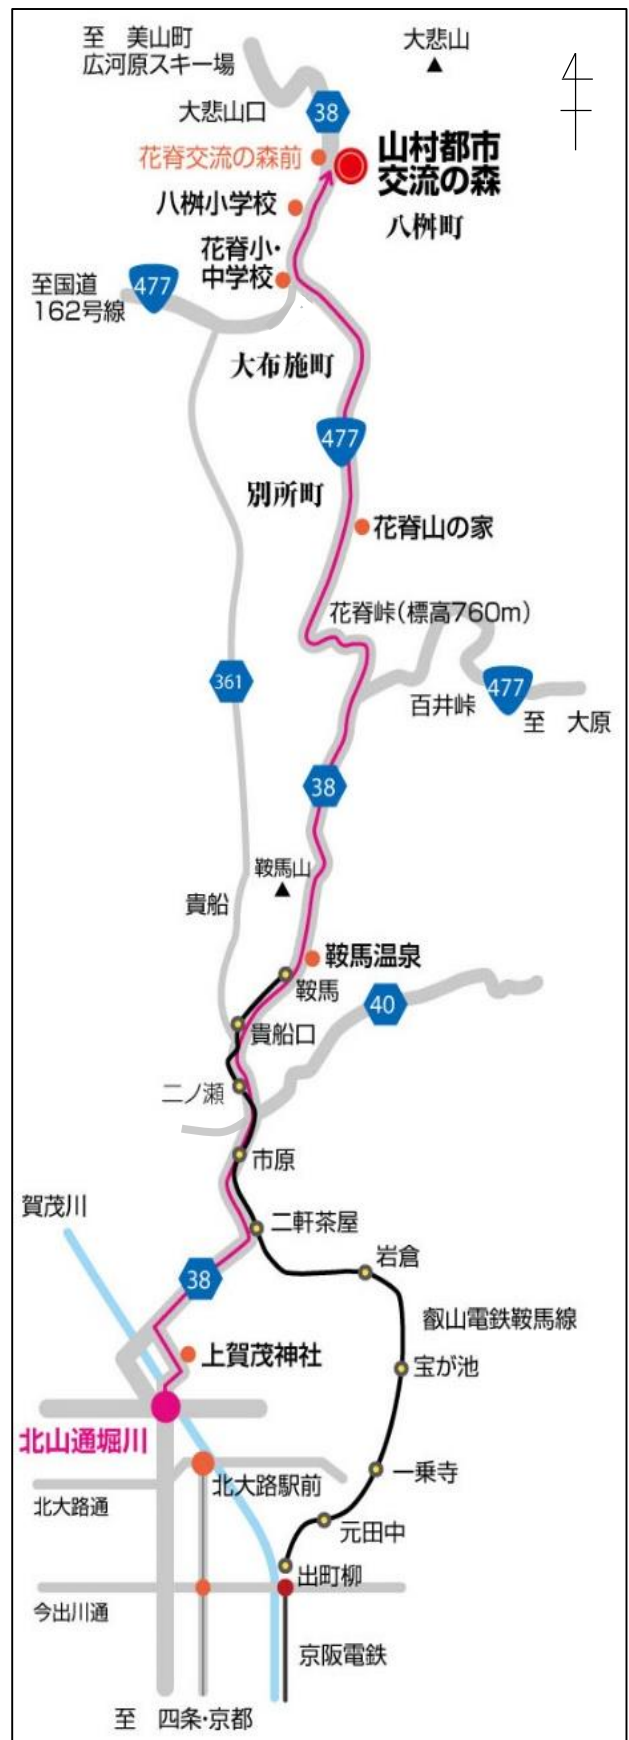 至 美山町
広河原スキー場
大悲山
▲
大悲山口
38
花脊交流の森前
山村都市
交流の森
八桝小学校
八桝町
花脊小・
中学校
至国道
162号線
477
大布施町
477
別所町
花脊山の家
花脊峠(標高760m)
361
百井峠
477
至 大原
38
鞍馬山
▲
貴船
鞍馬温泉
鞍馬
40
貴船口
二ノ瀬
市原
賀茂川
二軒茶屋
岩倉
38
叡山電鉄鞍馬線
上賀茂神社
宝が池
北山通堀川
一乗寺
北大路駅前
北大路通
元田中
出町柳
今出川通
京阪電鉄
至 四条・京都